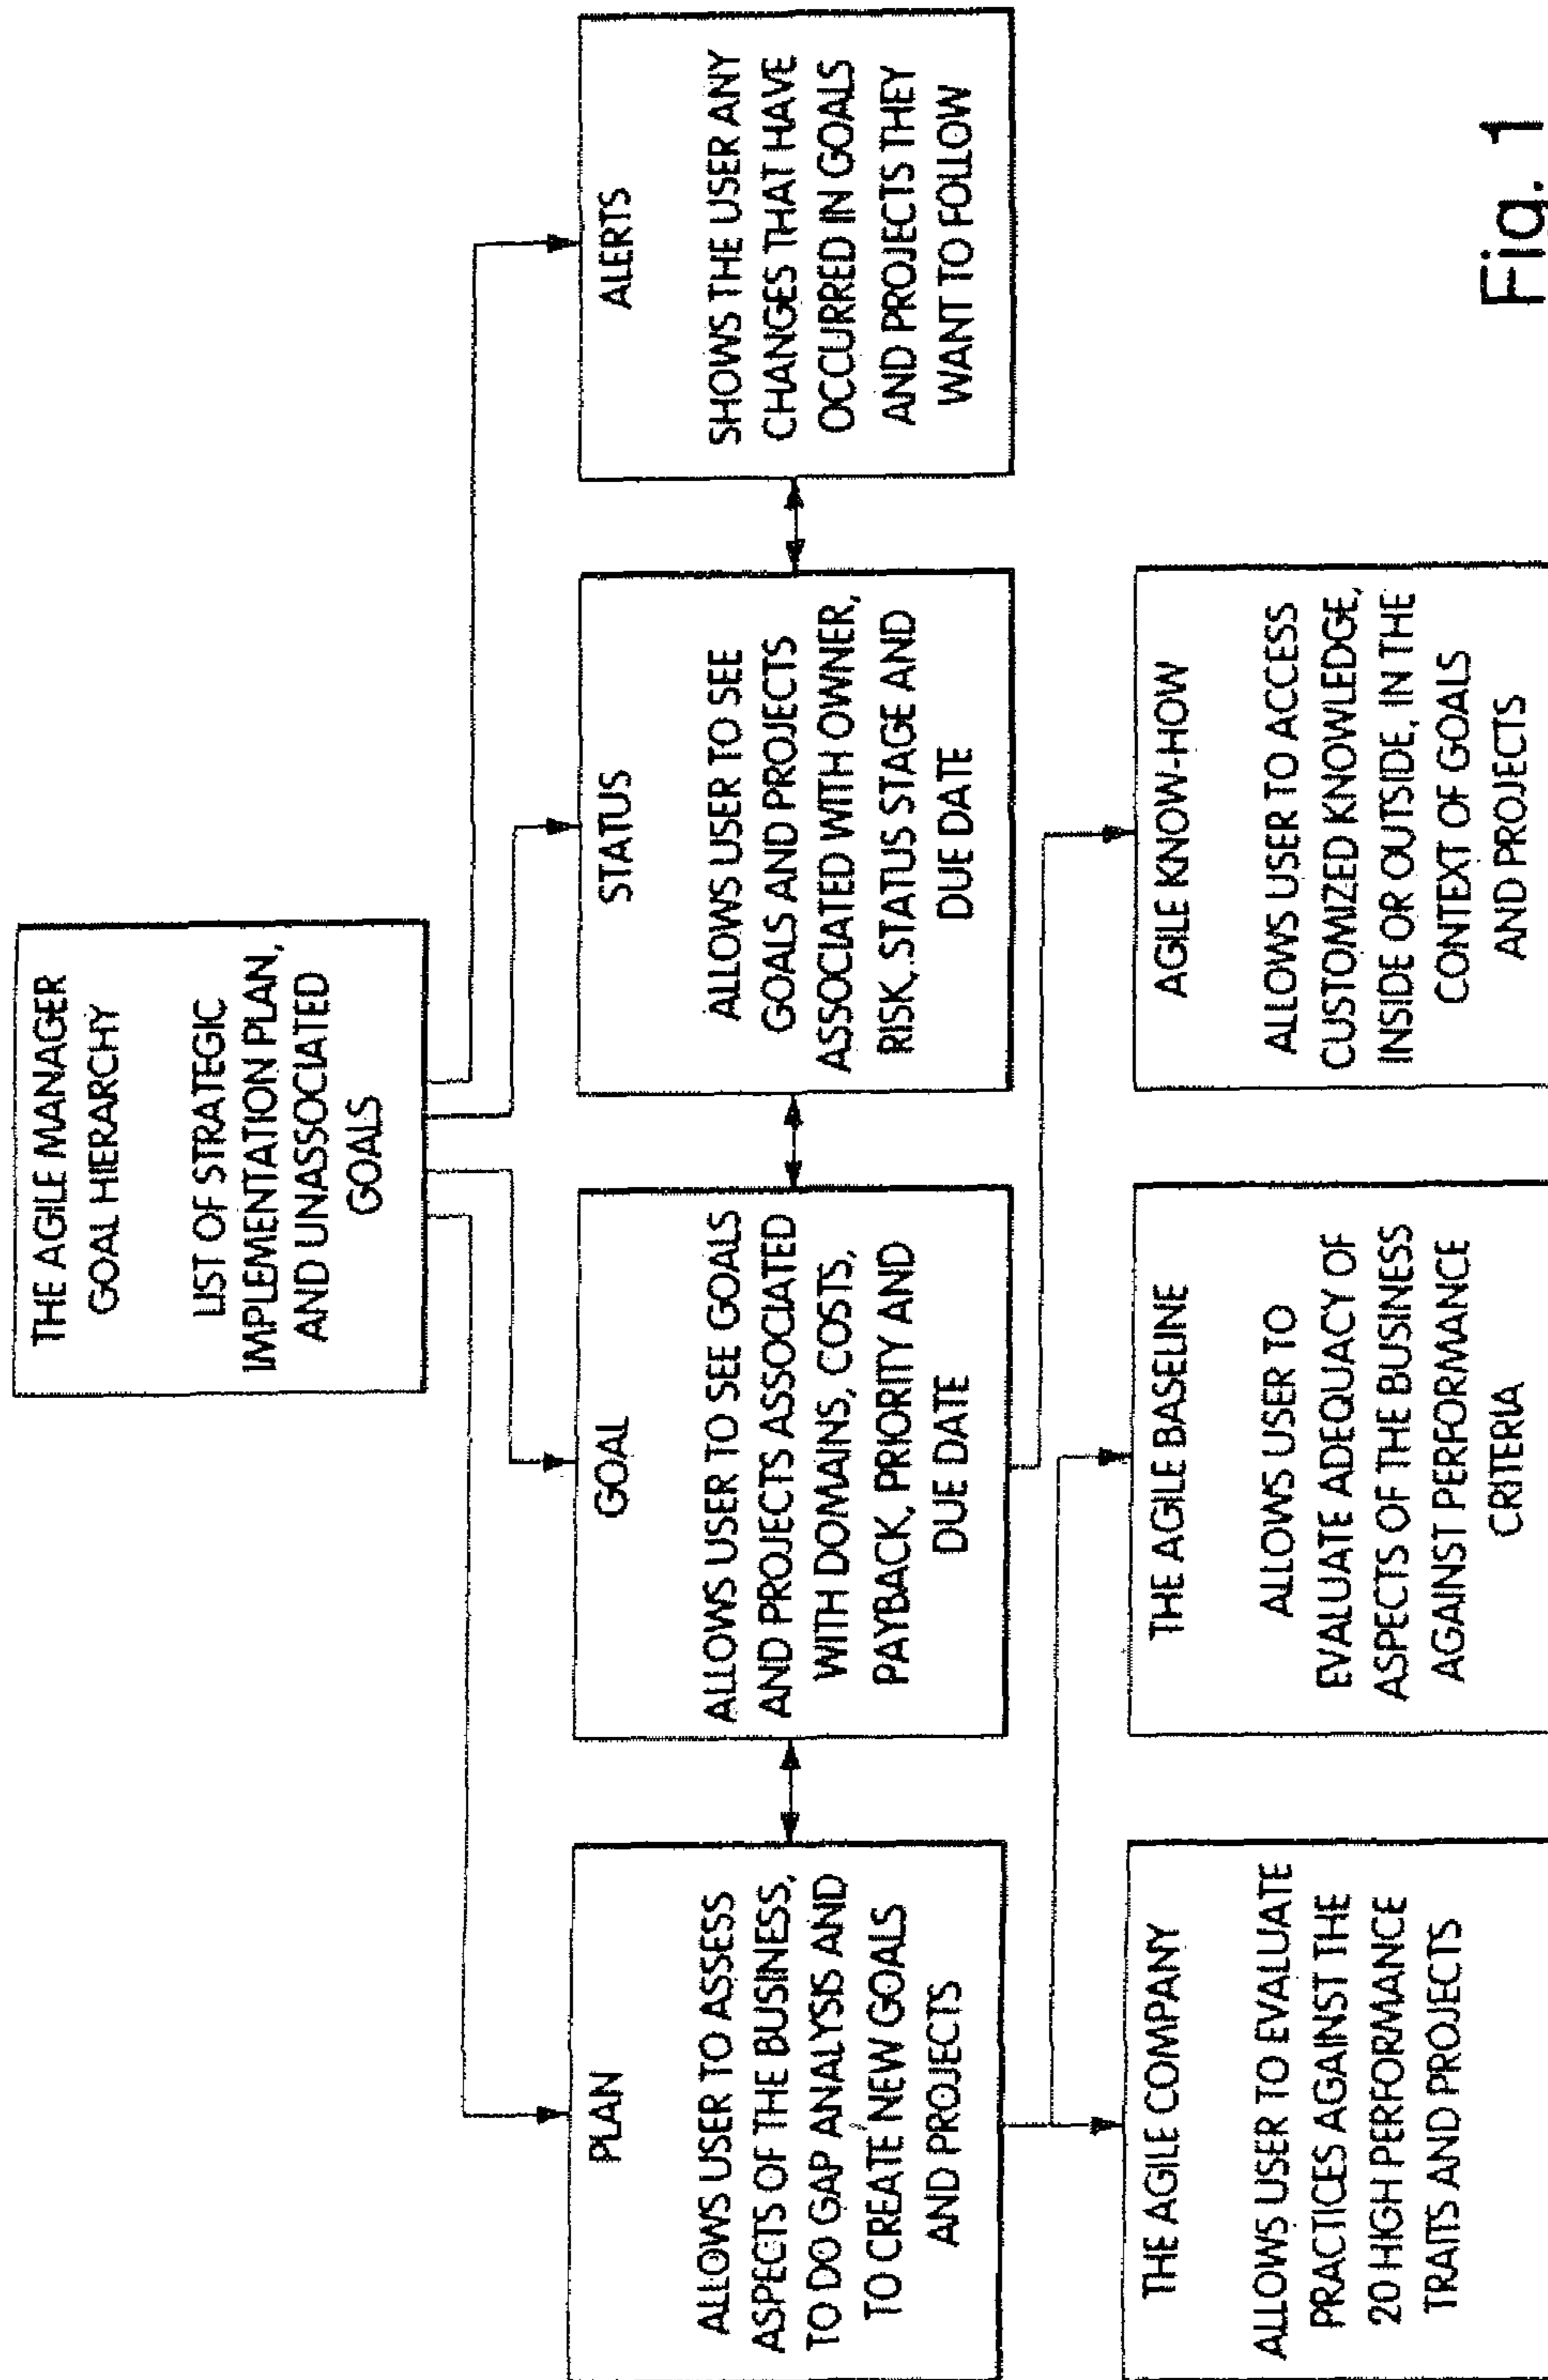 THE AGILE MANAGER
GOAL HIERARCHY
LIST OF STRATEGIC
IMPLEMENTATION PLAN,
AND UNASSOCIATED
GOALS
PLAN
ALLOWS USER TO ASSESS
ASPECTS OF THE BUSINESS,
TO DO GAP ANALYSIS AND
TO CREATE NEW GOALS
AND PROJECTS
GOAL
ALLOWS USER TO SEE GOALS
AND PROJECTS ASSOCIATED
WITH DOMAINS, COSTS,
PAYBACK, PRIORITY AND
DUE DATE
STATUS
ALLOWS USER TO SEE
GOALS AND PROJECTS
ASSOCIATED WITH OWNER,
RISK, STATUS STAGE AND
DUE DATE
ALERTS
SHOWS THE USER ANY
CHANGES THAT HAVE
OCCURRED IN GOALS
AND PROJECTS THEY
WANT TO FOLLOW
THE AGILE COMPANY
ALLOWS USER TO EVALUATE
PRACTICES AGAINST THE
20 HIGH PERFORMANCE
TRAITS AND PROJECTS
THE AGILE BASELINE
ALLOWS USER TO
EVALUATE ADEQUACY OF
ASPECTS OF THE BUSINESS
AGAINST PERFORMANCE
CRITERIA
AGILE KNOW-HOW
ALLOWS USER TO ACCESS
CUSTOMIZED KNOWLEDGE,
INSIDE OR OUTSIDE, IN THE
CONTEXT OF GOALS
AND PROJECTS
Fig. 1